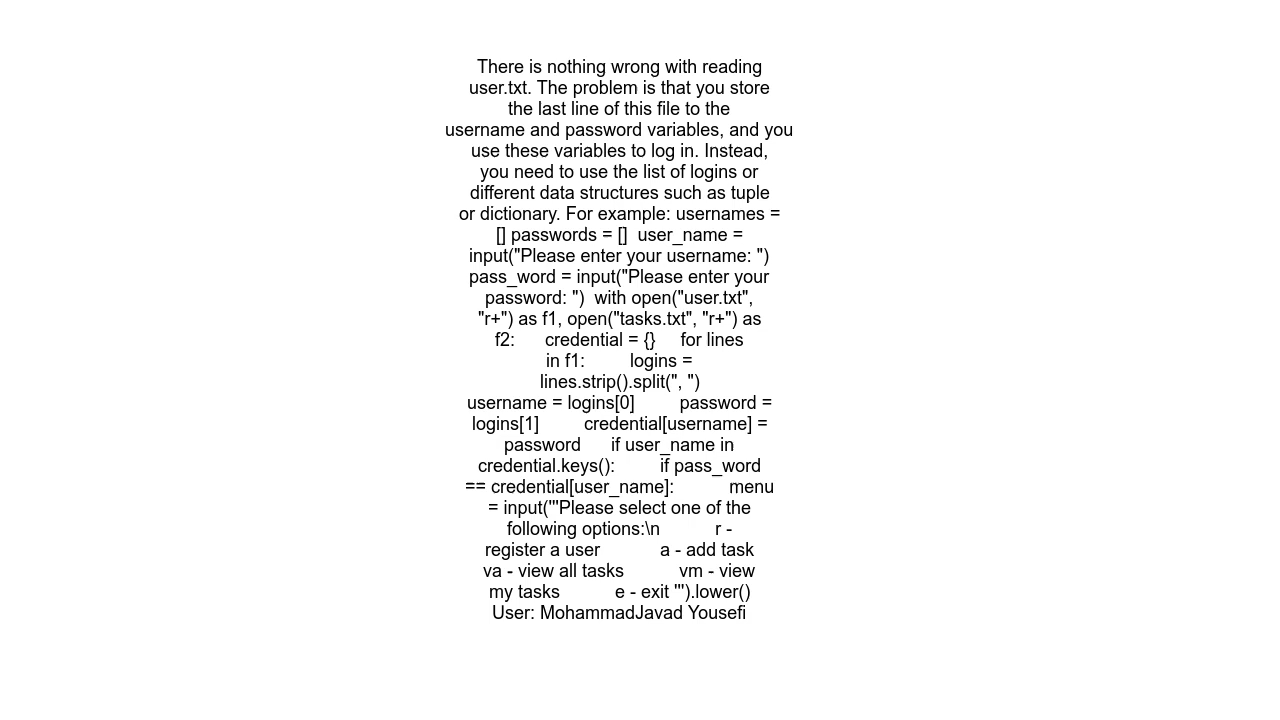 There is nothing wrong with reading
user.txt. The problem is that you store
the last line of this file to the
username and password variables, and you
use these variables to log in. Instead,
you need to use the list of logins or
different data structures such as tuple
or dictionary. For example: usernames =
[] passwords = []  user_name =
input("Please enter your username: ")
pass_word = input("Please enter your
password: ")  with open("user.txt",
"r+") as f1, open("tasks.txt", "r+") as
f2:      credential = {}     for lines
in f1:         logins =
lines.strip().split(", ")
username = logins[0]         password =
logins[1]         credential[username] =
password      if user_name in
credential.keys():         if pass_word
== credential[user_name]:           menu
= input('''Please select one of the
following options:\n           r -
register a user            a - add task
va - view all tasks           vm - view
my tasks           e - exit ''').lower()
User: MohammadJavad Yousefi